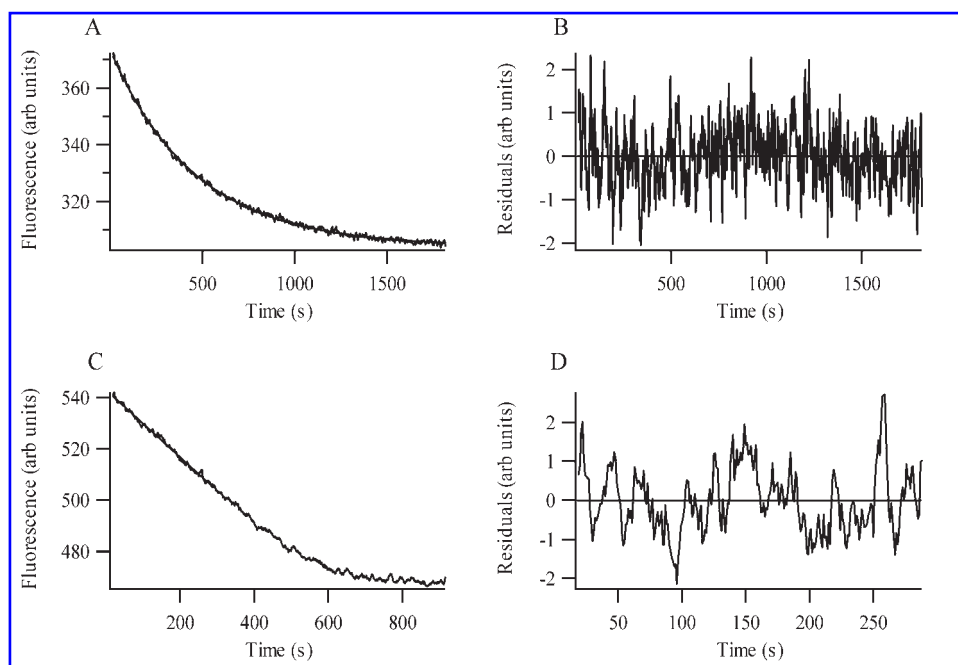 A
Fluorescence (arb units)
360
340
320
500
1000
1500
Time (s)
B
Residuals (arb units)
2
1
0
-1
-2
500
1000
1500
Time (s)
C
Fluorescence (arb units)
540
520
500
480
200
400
600
800
Time (s)
D
Residuals (arb units)
2
1
0
-1
-2
50
100
150
200
250
Time (s)